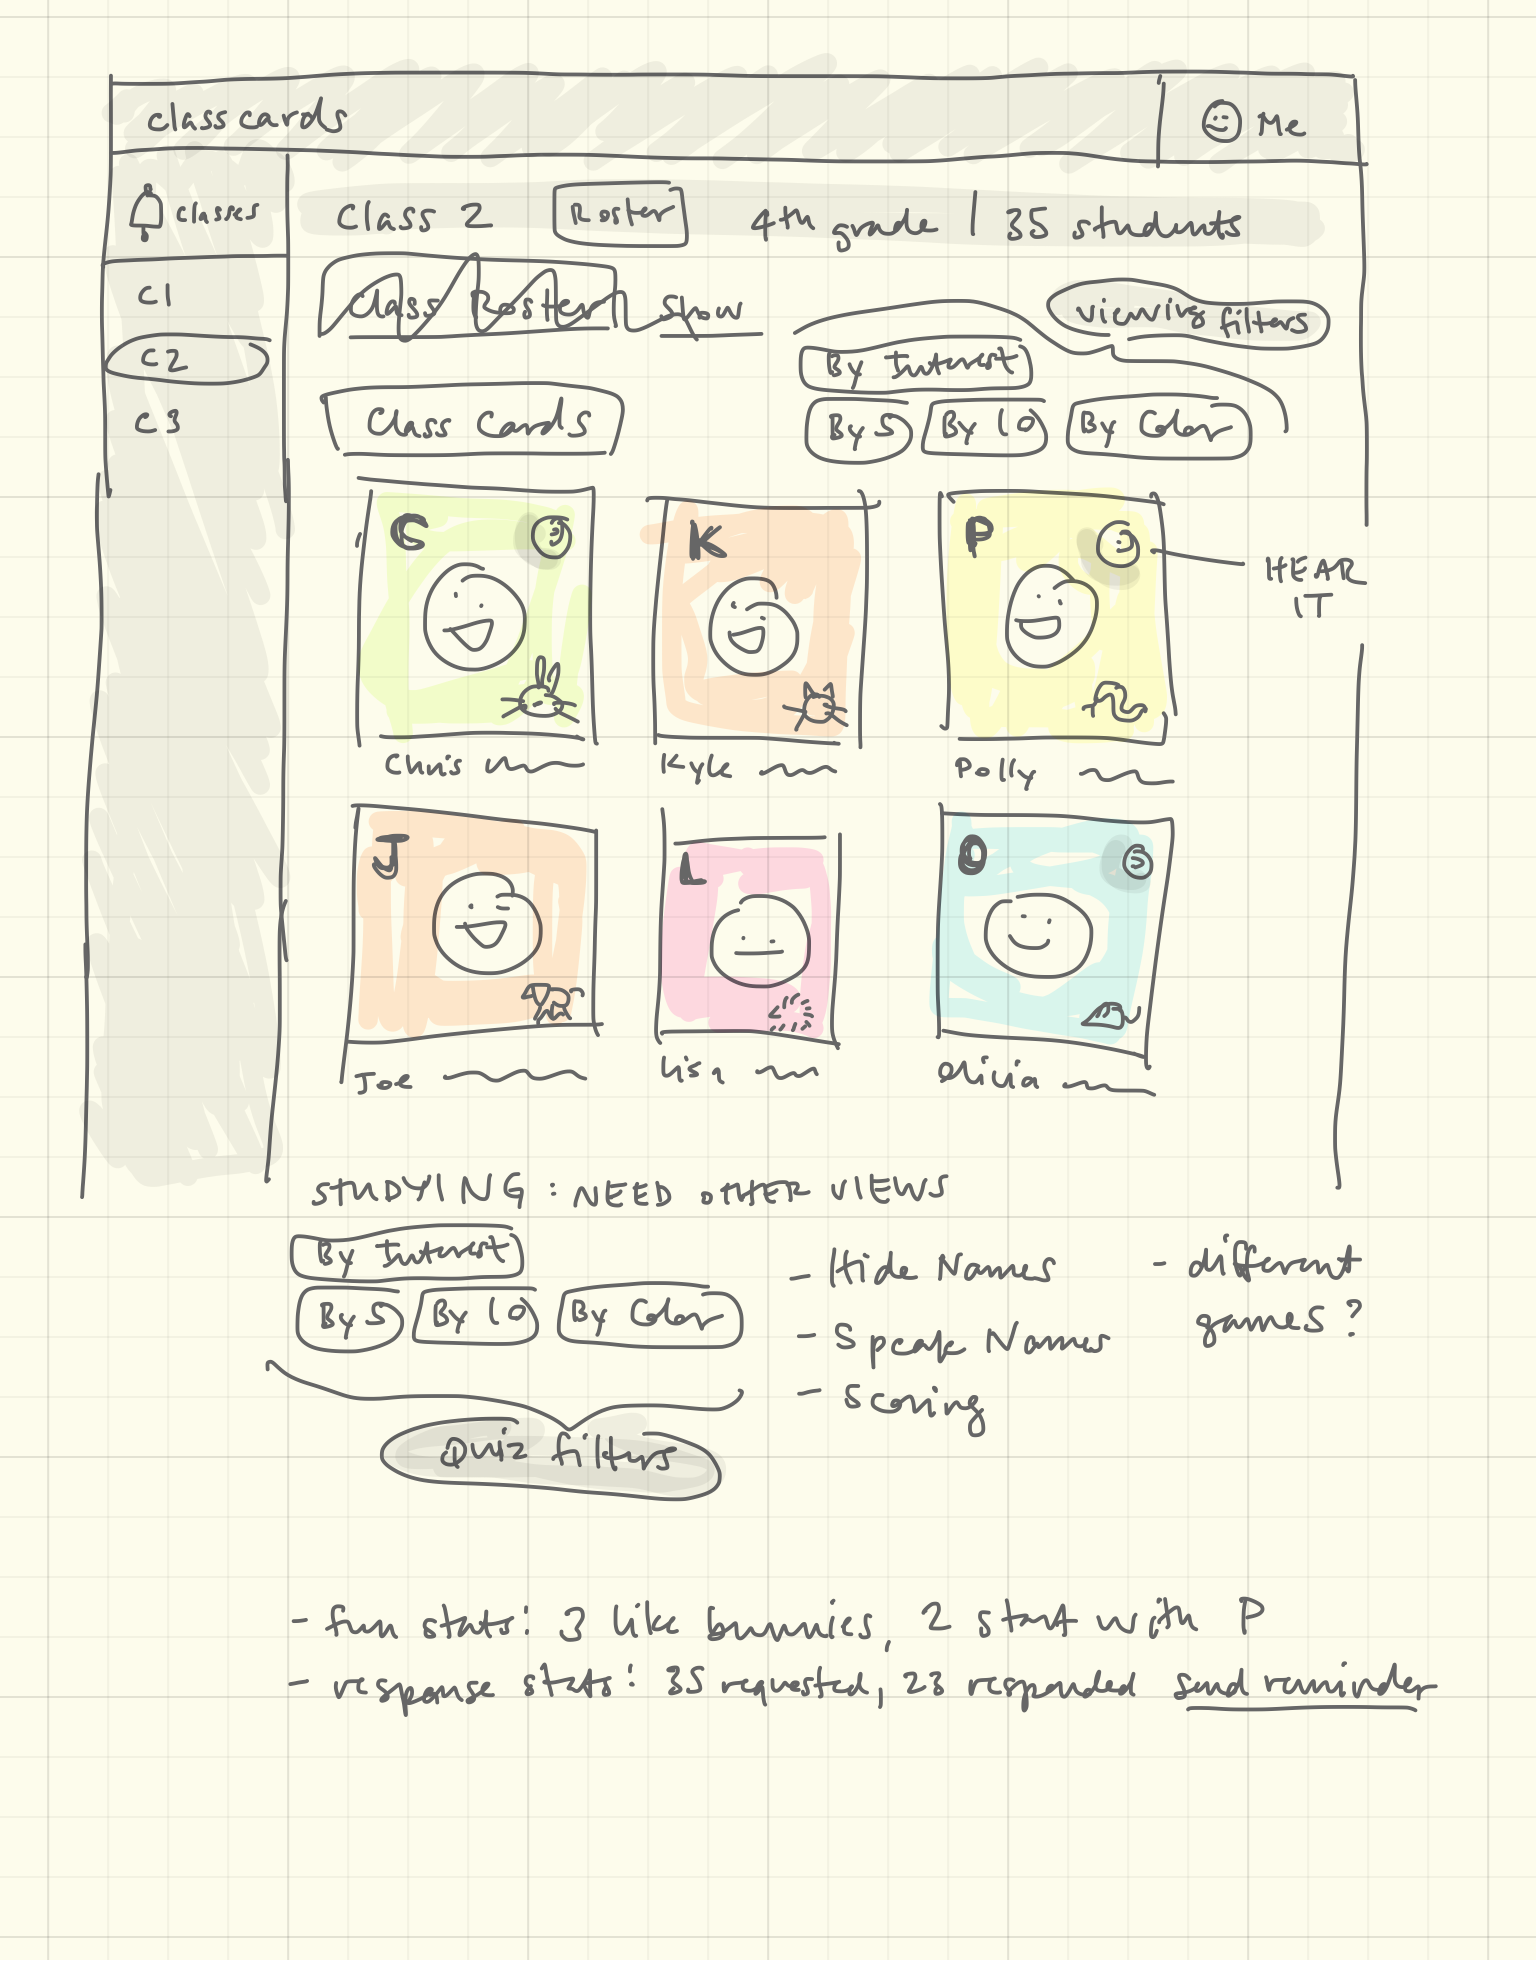 class cards
Me
classes
Class 2
Roster
4th grade | 35 students
C1
C2
C3
Class Roster
Show
viewing filters
By Interest
By 5
By 10
By Color
Class Cards
C
K
P
HEAR
IT
Chris
Kyle
Polly
J
L
O
Joe
Lisa
Olivia
STUDYING: NEED OTHER VIEWS
By Interest
By 5
By 10
By Color
Quiz filters
- Hide Names
- Speak Names
- Scoring
- different
games?
- fun stats: 3 like bunnies, 2 start with P
- response stats: 35 requested, 23 responded send reminder